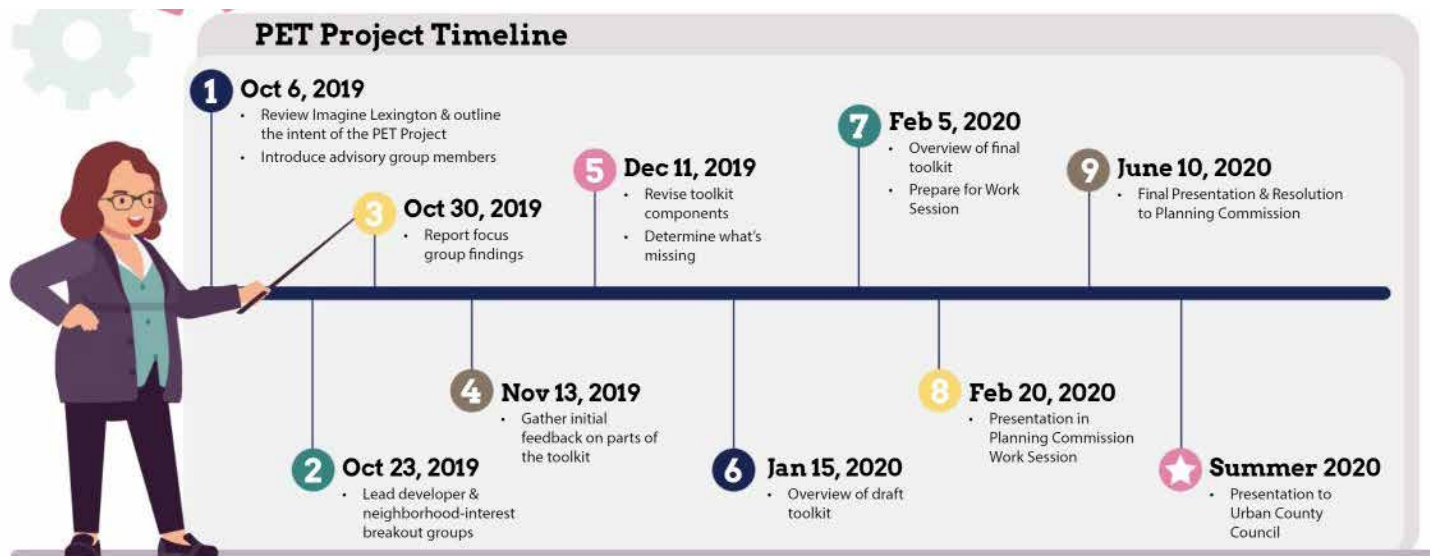 PET Project Timeline
1
Oct 6, 2019
• Review Imagine Lexington & outline
the intent of the PET Project
• Introduce advisory group members
2
Oct 23, 2019
• Lead developer &
neighborhood-interest
breakout groups
3
Oct 30, 2019
• Report focus
group findings
4
Nov 13, 2019
• Gather initial
feedback on parts of
the toolkit
5
Dec 11, 2019
• Revise toolkit
components
• Determine what's
missing
6
Jan 15, 2020
• Overview of draft
toolkit
7
Feb 5, 2020
• Overview of final
toolkit
• Prepare for Work
Session
8
Feb 20, 2020
• Presentation in
Planning Commission
Work Session
9
June 10, 2020
• Final Presentation & Resolution
to Planning Commission
Summer 2020
• Presentation to
Urban County
Council